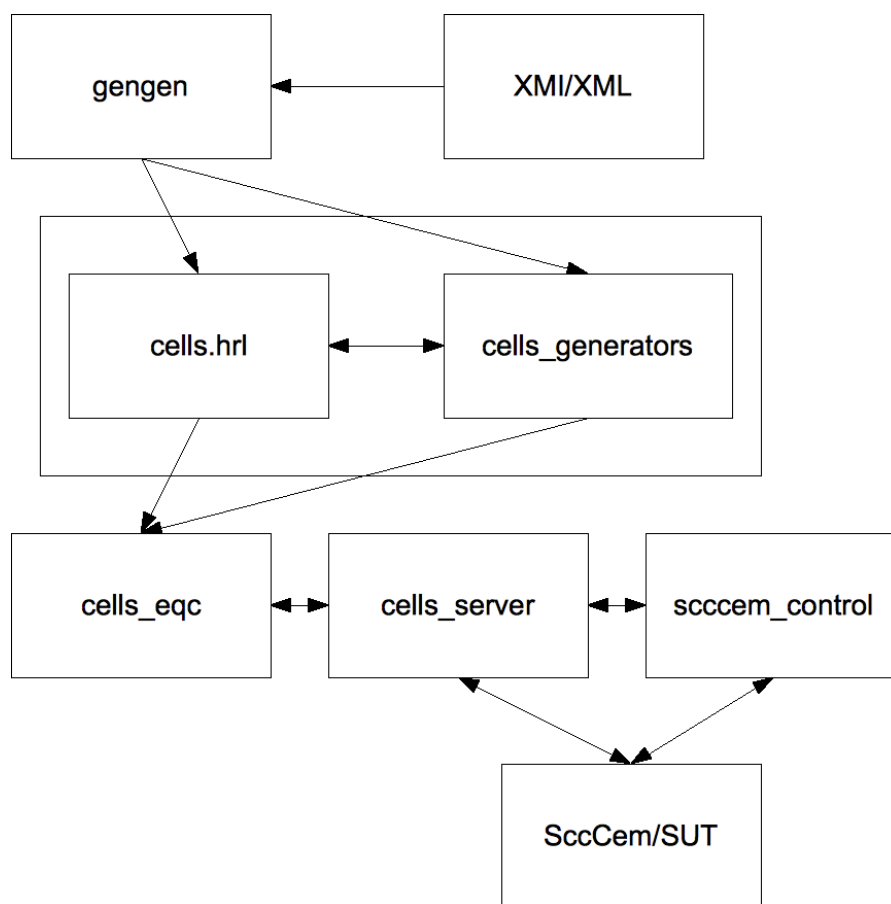 gengen
XMI/XML
cells.hrl
cells_generators
cells_eqc
cells_server
scccem_control
SccCem/SUT